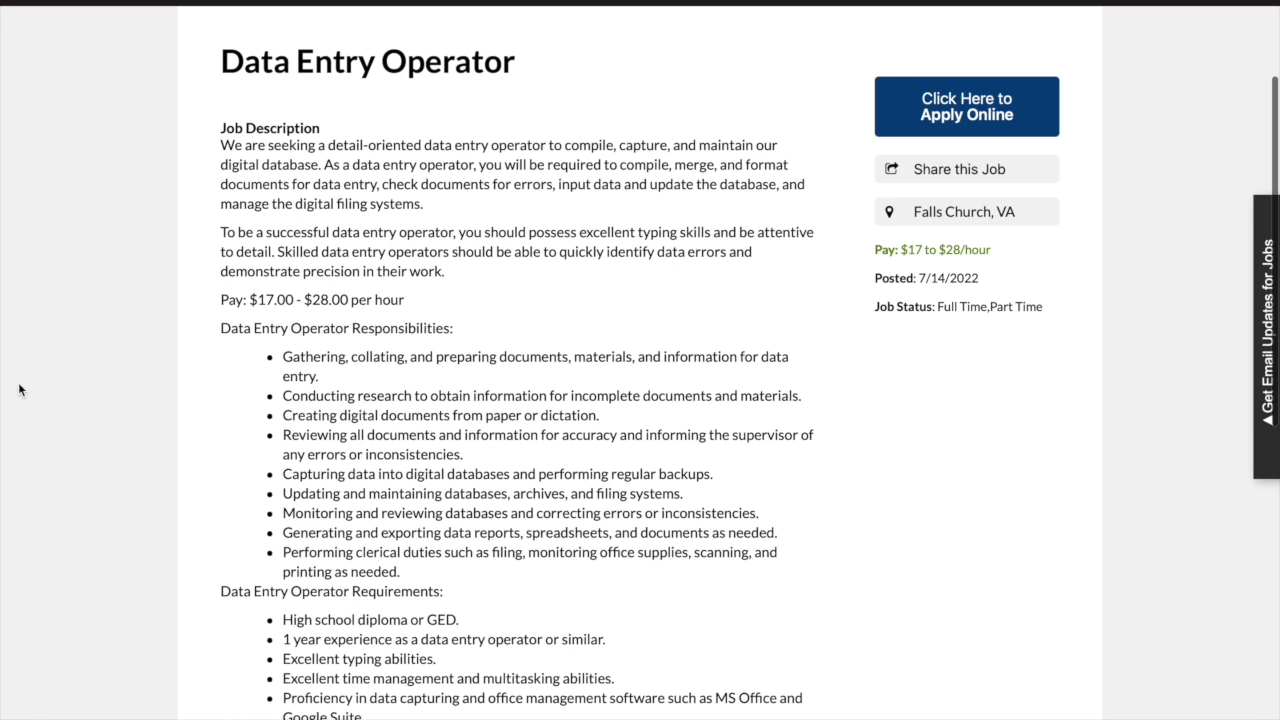 Data Entry Operator
Job Description
We are seeking a detail-oriented data entry operator to compile, capture, and maintain our
digital database. As a data entry operator, you will be required to compile, merge, and format
documents for data entry, check documents for errors, input data and update the database, and
manage the digital filing systems.
To be a successful data entry operator, you should possess excellent typing skills and be attentive
to detail. Skilled data entry operators should be able to quickly identify data errors and
demonstrate precision in their work.
Pay: $17.00 - $28.00 per hour
Data Entry Operator Responsibilities:
• Gathering, collating, and preparing documents, materials, and information for data
entry.
• Conducting research to obtain information for incomplete documents and materials.
• Creating digital documents from paper or dictation.
• Reviewing all documents and information for accuracy and informing the supervisor of
any errors or inconsistencies.
• Capturing data into digital databases and performing regular backups.
• Updating and maintaining databases, archives, and filing systems.
• Monitoring and reviewing databases and correcting errors or inconsistencies.
• Generating and exporting data reports, spreadsheets, and documents as needed.
• Performing clerical duties such as filing, monitoring office supplies, scanning, and
printing as needed.
Data Entry Operator Requirements:
• High school diploma or GED.
• 1 year experience as a data entry operator or similar.
• Excellent typing abilities.
• Excellent time management and multitasking abilities.
• Proficiency in data capturing and office management software such as MS Office and
Google Suite
Click Here to
Apply Online
Share this Job
Falls Church, VA
Pay: $17 to $28/hour
Posted: 7/14/2022
Job Status: Full Time,Part Time
▲Get Email Updates for Jobs